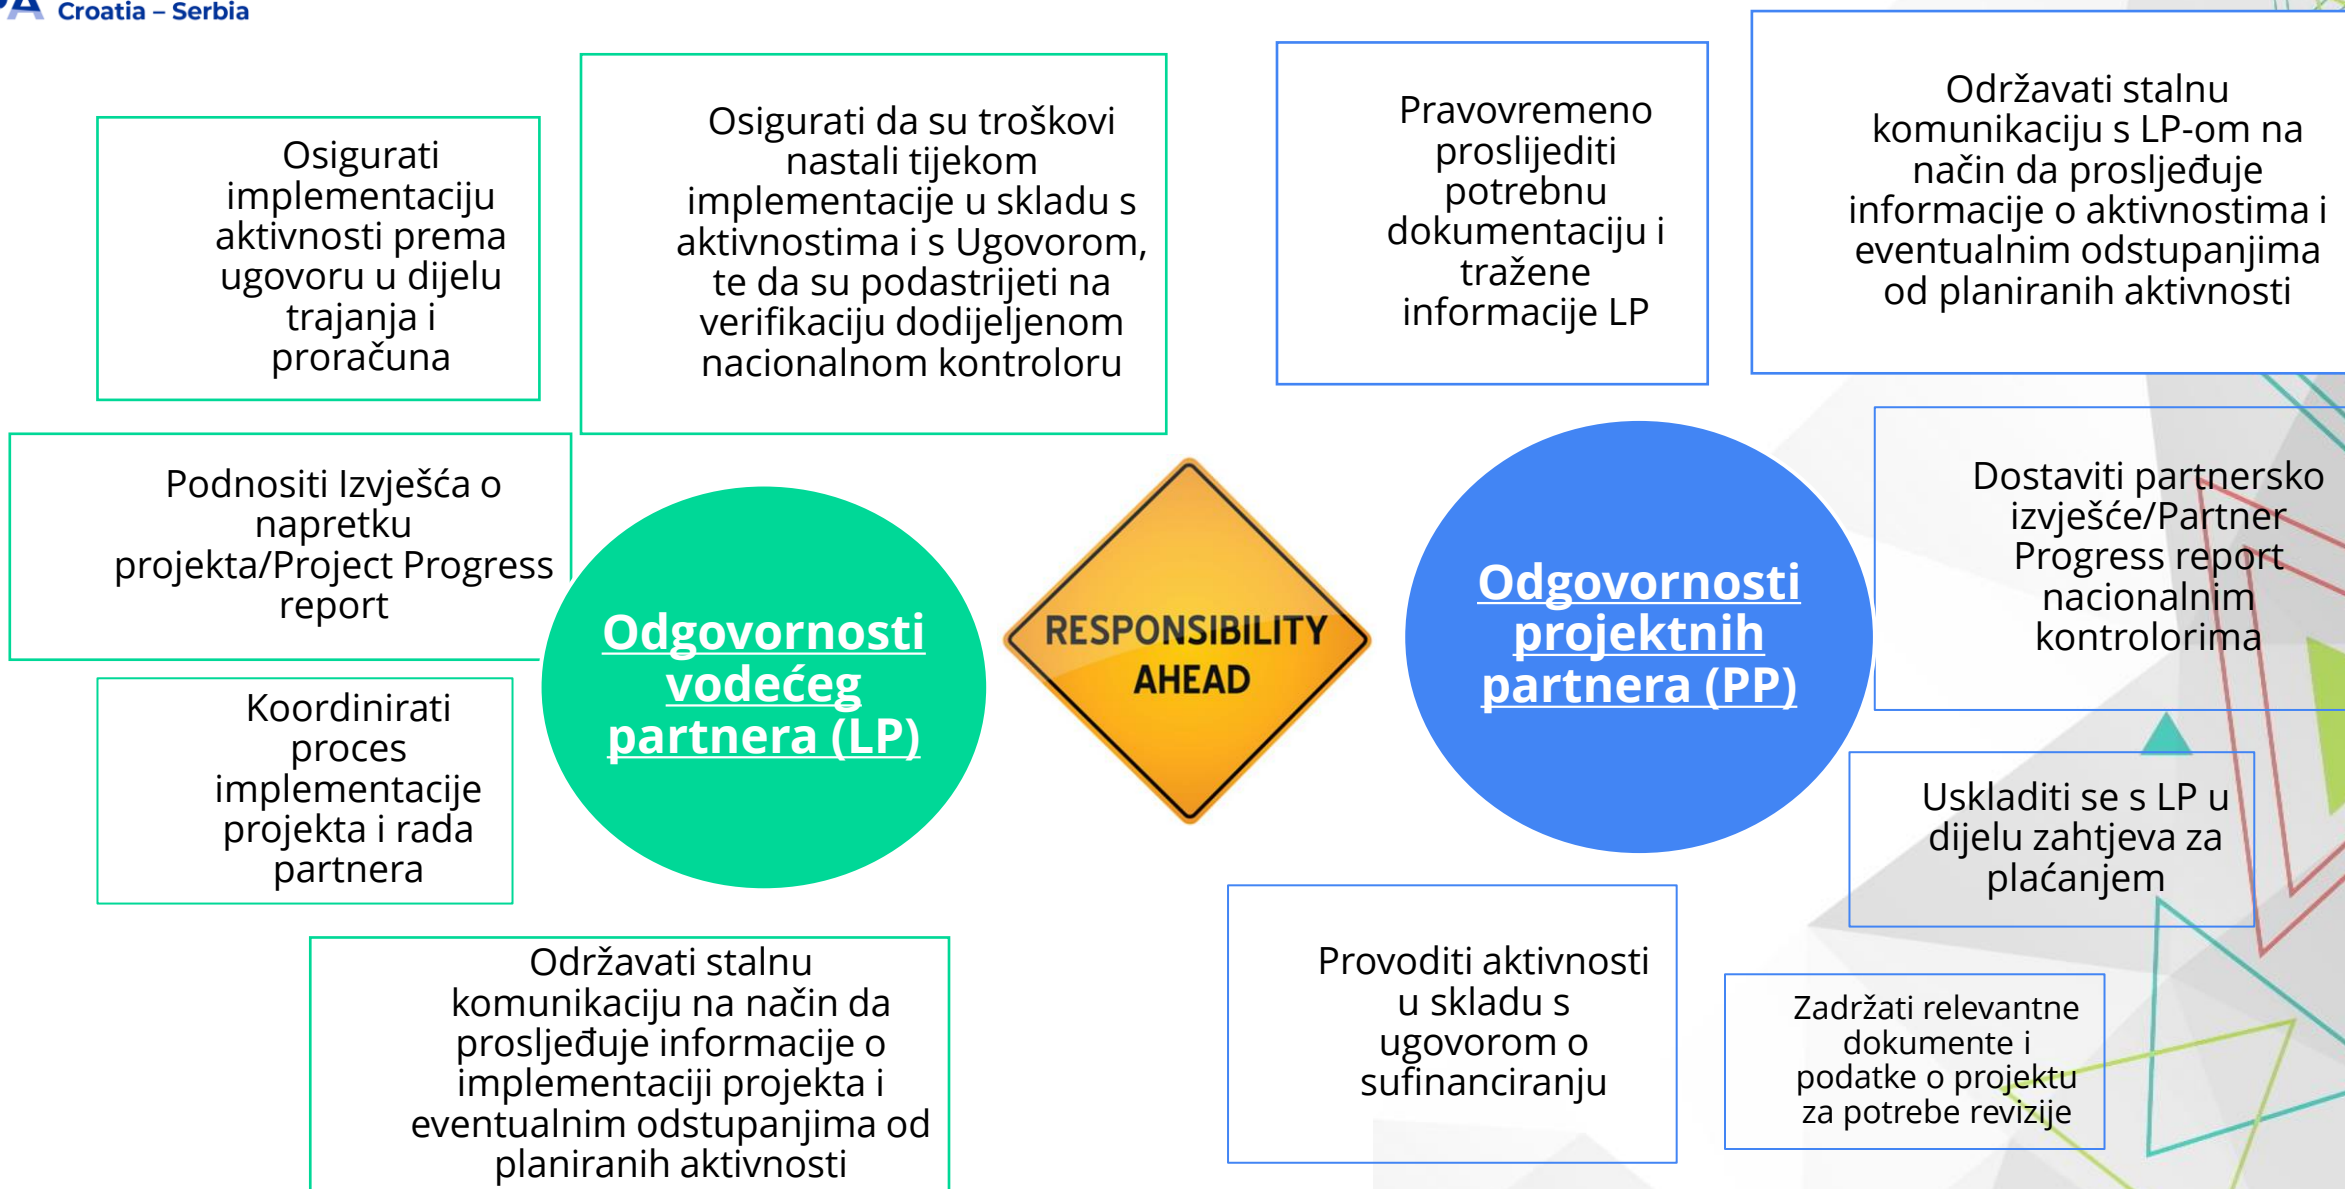 Croatia – Serbia
Osigurati
implementaciju
aktivnosti prema
ugovoru u dijelu
trajanja i
proračuna
Osigurati da su troškovi
nastali tijekom
implementacije u skladu s
aktivnostima i s Ugovorom,
te da su podastrijeti na
verifikaciju dodijeljenom
nacionalnom kontroloru
Podnositi Izvješća o
napretku
projekta/Project Progress
report
Koordinirati
proces
implementacije
projekta i rada
partnera
Odgovornosti
vodećeg
partnera (LP)
Održavati stalnu
komunikaciju na način da
prosljeđuje informacije o
implementaciji projekta i
eventualnim odstupanjima od
planiranih aktivnosti
RESPONSIBILITY
AHEAD
Pravovremeno
proslijediti
potrebnu
dokumentaciju i
tražene
informacije LP
Održavati stalnu
komunikaciju s LP-om na
način da prosljeđuje
informacije o aktivnostima i
eventualnim odstupanjima
od planiranih aktivnosti
Odgovornosti
projektnih
partnera (PP)
Dostaviti partnersko
izvješće/Partner
Progress report
nacionalnim
kontrolorima
Uskladiti se s LP u
dijelu zahtjeva za
plaćanjem
Provoditi aktivnosti
u skladu s
ugovorom o
sufinanciranju
Zadržati relevantne
dokumente i
podatke o projektu
za potrebe revizije